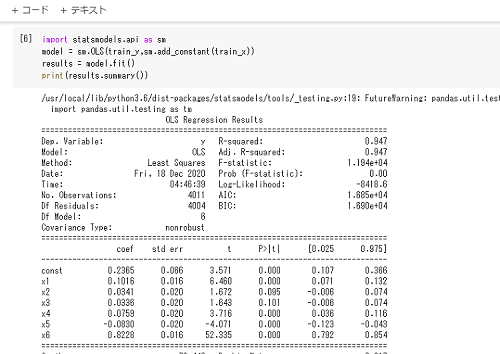 + コード + テキスト
[6] import statsmodels.api as sm
model = sm.OLS(train_y,sm.add_constant(train_x))
results = model.fit()
print(results.summary())
/usr/local/lib/python3.6/dist-packages/statsmodels/tools/_testing.py:19: FutureWarning: pandas.util.test
import pandas.util.testing as tm
OLS Regression Results
==============================================================================
Dep. Variable: y R-squared: 0.947
Model: OLS Adj. R-squared: 0.947
Method: Least Squares F-statistic: 1.194e+04
Date: Fri, 18 Dec 2020 Prob (F-statistic): 0.00
Time: 04:46:39 Log-Likelihood: -8418.6
No. Observations: 4011 AIC: 1.685e+04
Df Residuals: 4004 BIC: 1.690e+04
Df Model: 6
Covariance Type: nonrobust
==============================================================================
coef std err t P>|t| [0.025 0.975]
------------------------------------------------------------------------------
const 0.2365 0.066 3.571 0.000 0.107 0.366
x1 0.1016 0.016 6.460 0.000 0.071 0.132
x2 0.0341 0.020 1.672 0.095 -0.006 0.074
x3 0.0336 0.020 1.643 0.101 -0.006 0.074
x4 0.0759 0.020 3.716 0.000 0.036 0.116
x5 -0.0830 0.020 -4.071 0.000 -0.123 -0.043
x6 0.8228 0.016 52.335 0.000 0.792 0.854
==============================================================================